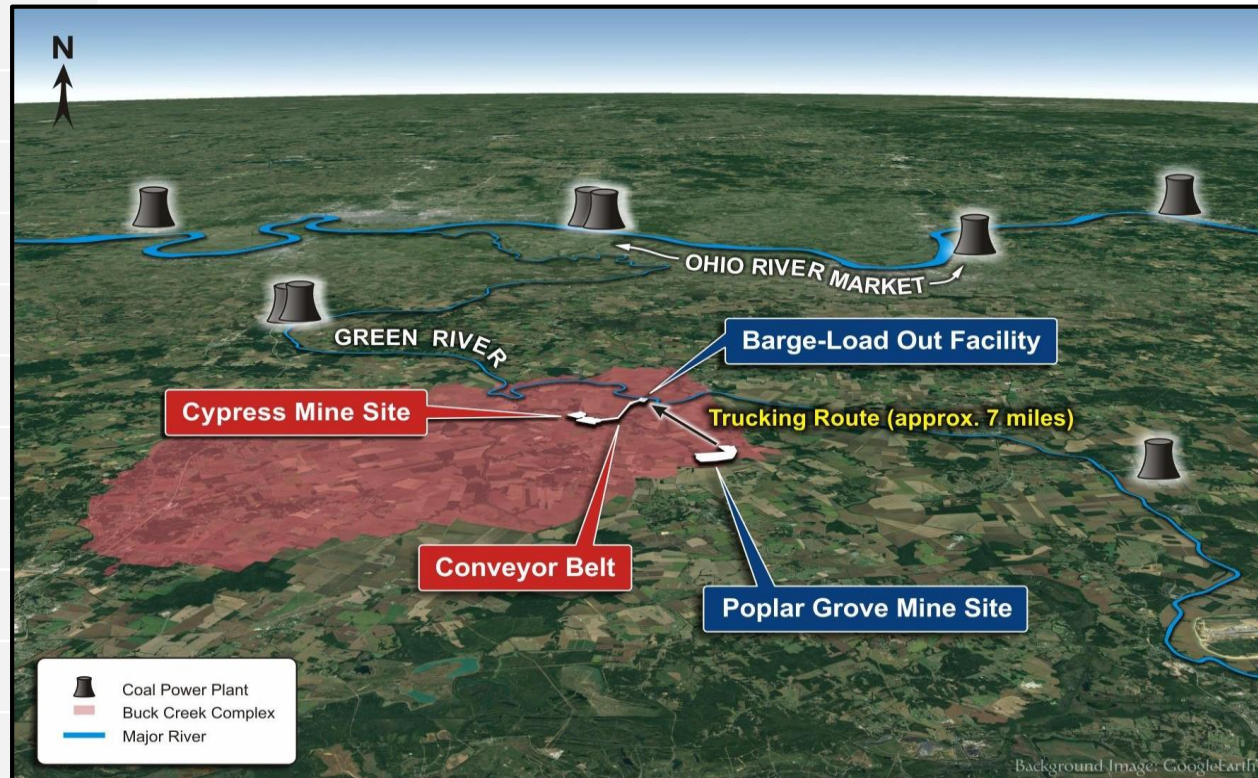 N
OHIO RIVER MARKET
GREEN RIVER
Barge-Load Out Facility
Cypress Mine Site
Trucking Route (approx. 7 miles)
Conveyor Belt
Poplar Grove Mine Site
Coal Power Plant
Buck Creek Complex
Major River
Background Image: GoogleEarth